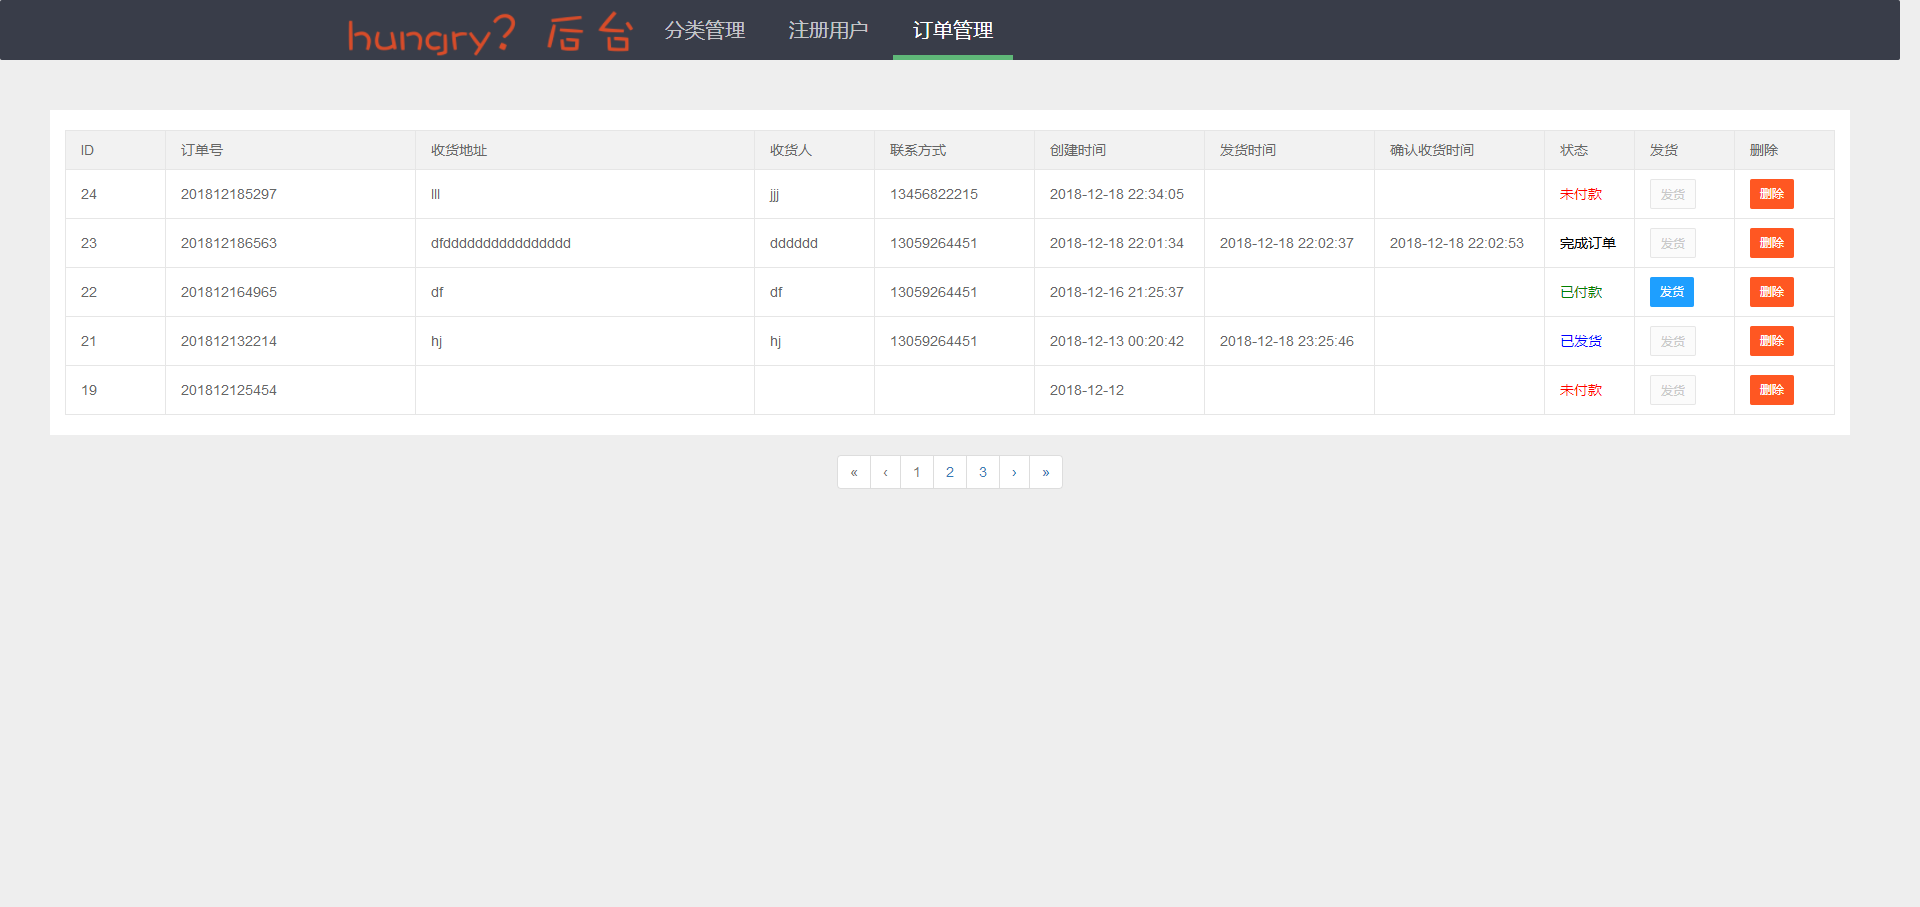 hungry? 后台 分类管理 注册用户 订单管理
ID 订单号 收货地址 收货人 联系方式 创建时间 发货时间 确认收货时间 状态 发货 删除
24 201812185297 lll jjj 13456822215 2018-12-18 22:34:05 未付款 发货 删除
23 201812186563 dfdddddddddddddddd dddddd 13059264451 2018-12-18 22:01:34 2018-12-18 22:02:37 2018-12-18 22:02:53 完成订单 发货 删除
22 201812164965 df df 13059264451 2018-12-16 21:25:37 已付款 发货 删除
21 201812132214 hj hj 13059264451 2018-12-13 00:20:42 2018-12-18 23:25:46 已发货 发货 删除
19 201812125454 2018-12-12 未付款 发货 删除
« ‹ 1 2 3 › »